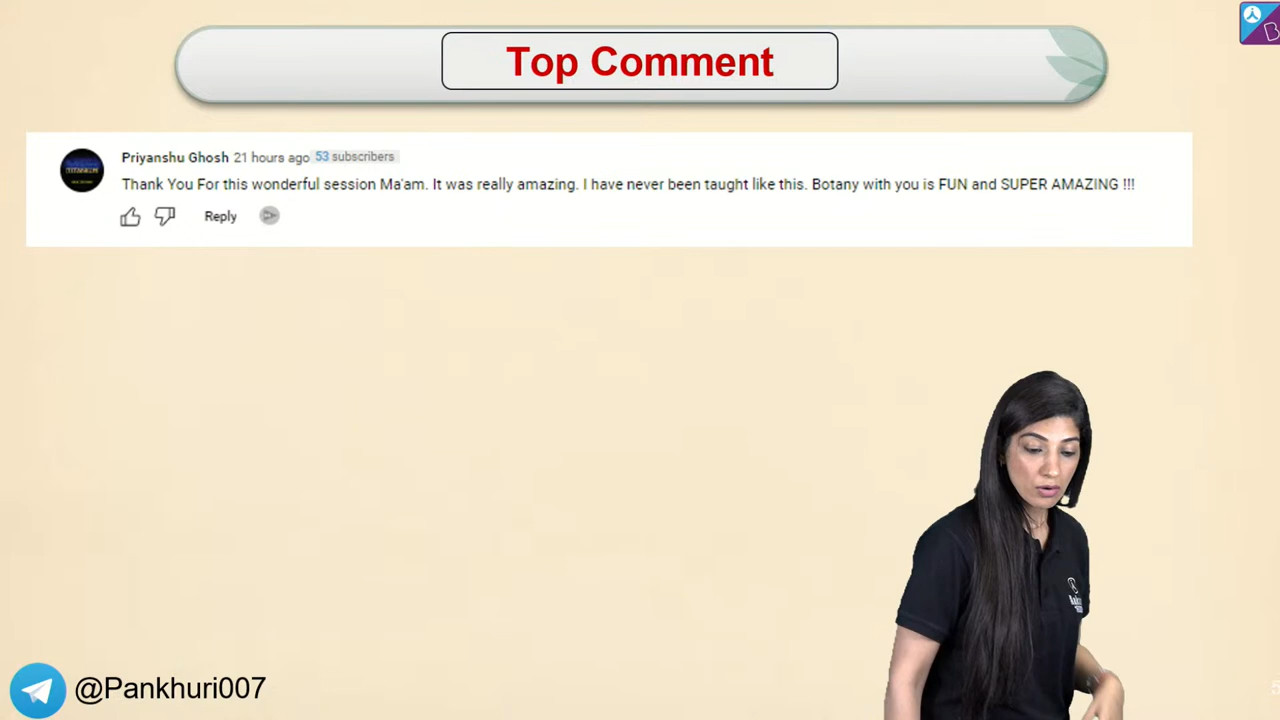 Top Comment
Priyanshu Ghosh 21 hours ago 53 subscribers
Thank You For this wonderful session Ma'am. It was really amazing. I have never been taught like this. Botany with you is FUN and SUPER AMAZING !!!
Reply
@Pankhuri007